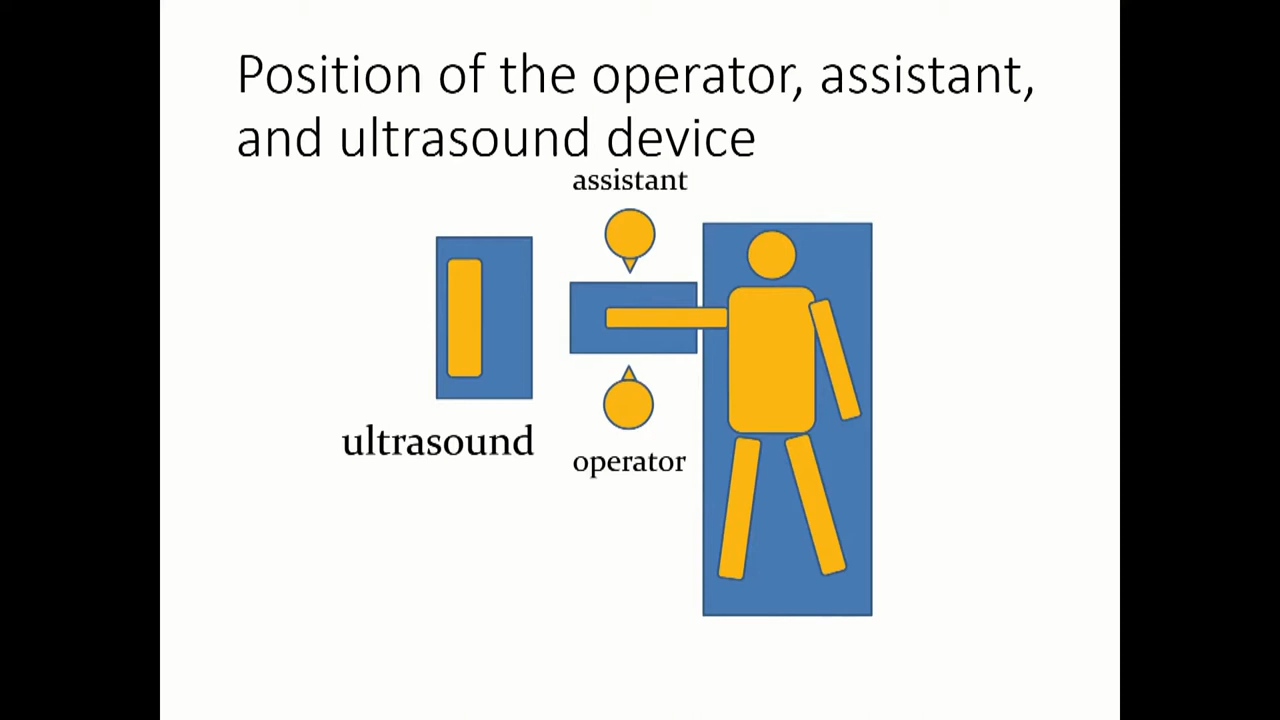 Position of the operator, assistant,
and ultrasound device
assistant
ultrasound
operator